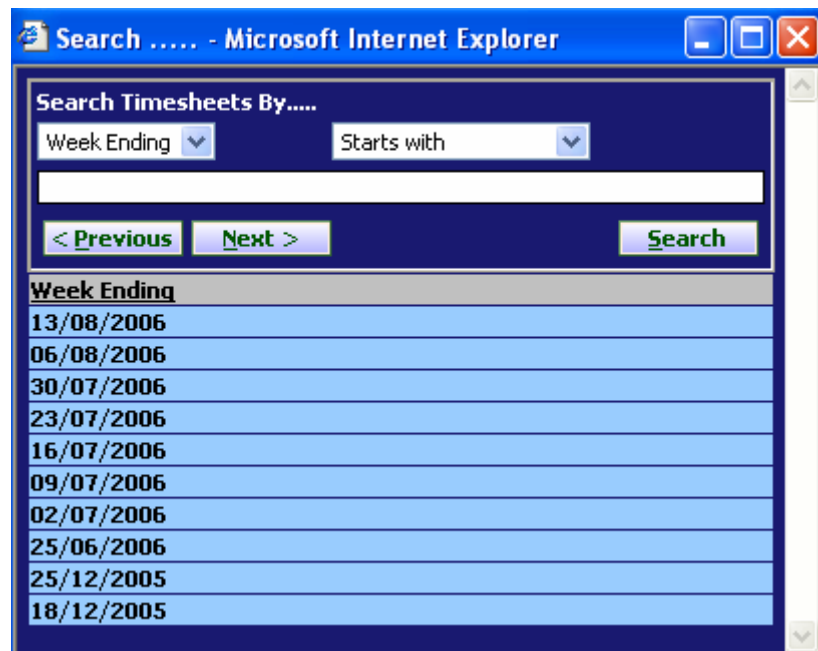 Search ..... - Microsoft Internet Explorer
Search Timesheets By.....
Week Ending Starts with
< Previous Next > Search
Week Ending
13/08/2006
06/08/2006
30/07/2006
23/07/2006
16/07/2006
09/07/2006
02/07/2006
25/06/2006
25/12/2005
18/12/2005